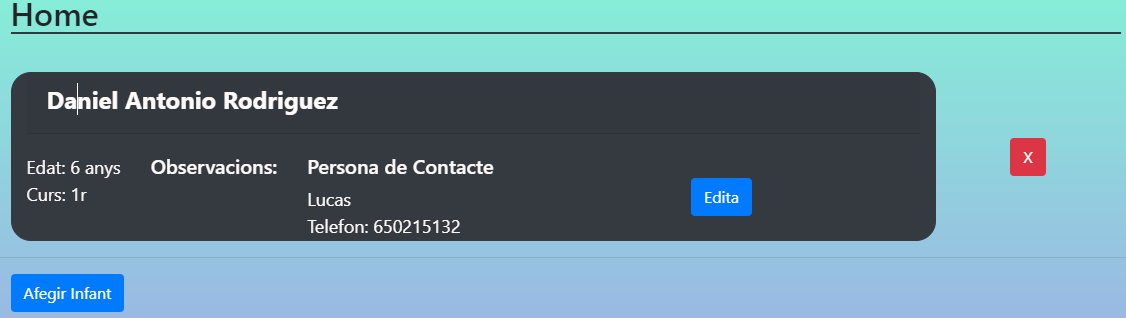 Home
Daniel Antonio Rodriguez
Edat: 6 anys
Curs: 1r
Observacions:
Persona de Contacte
Lucas
Telefon: 650215132
Edita
X
Afegir Infant